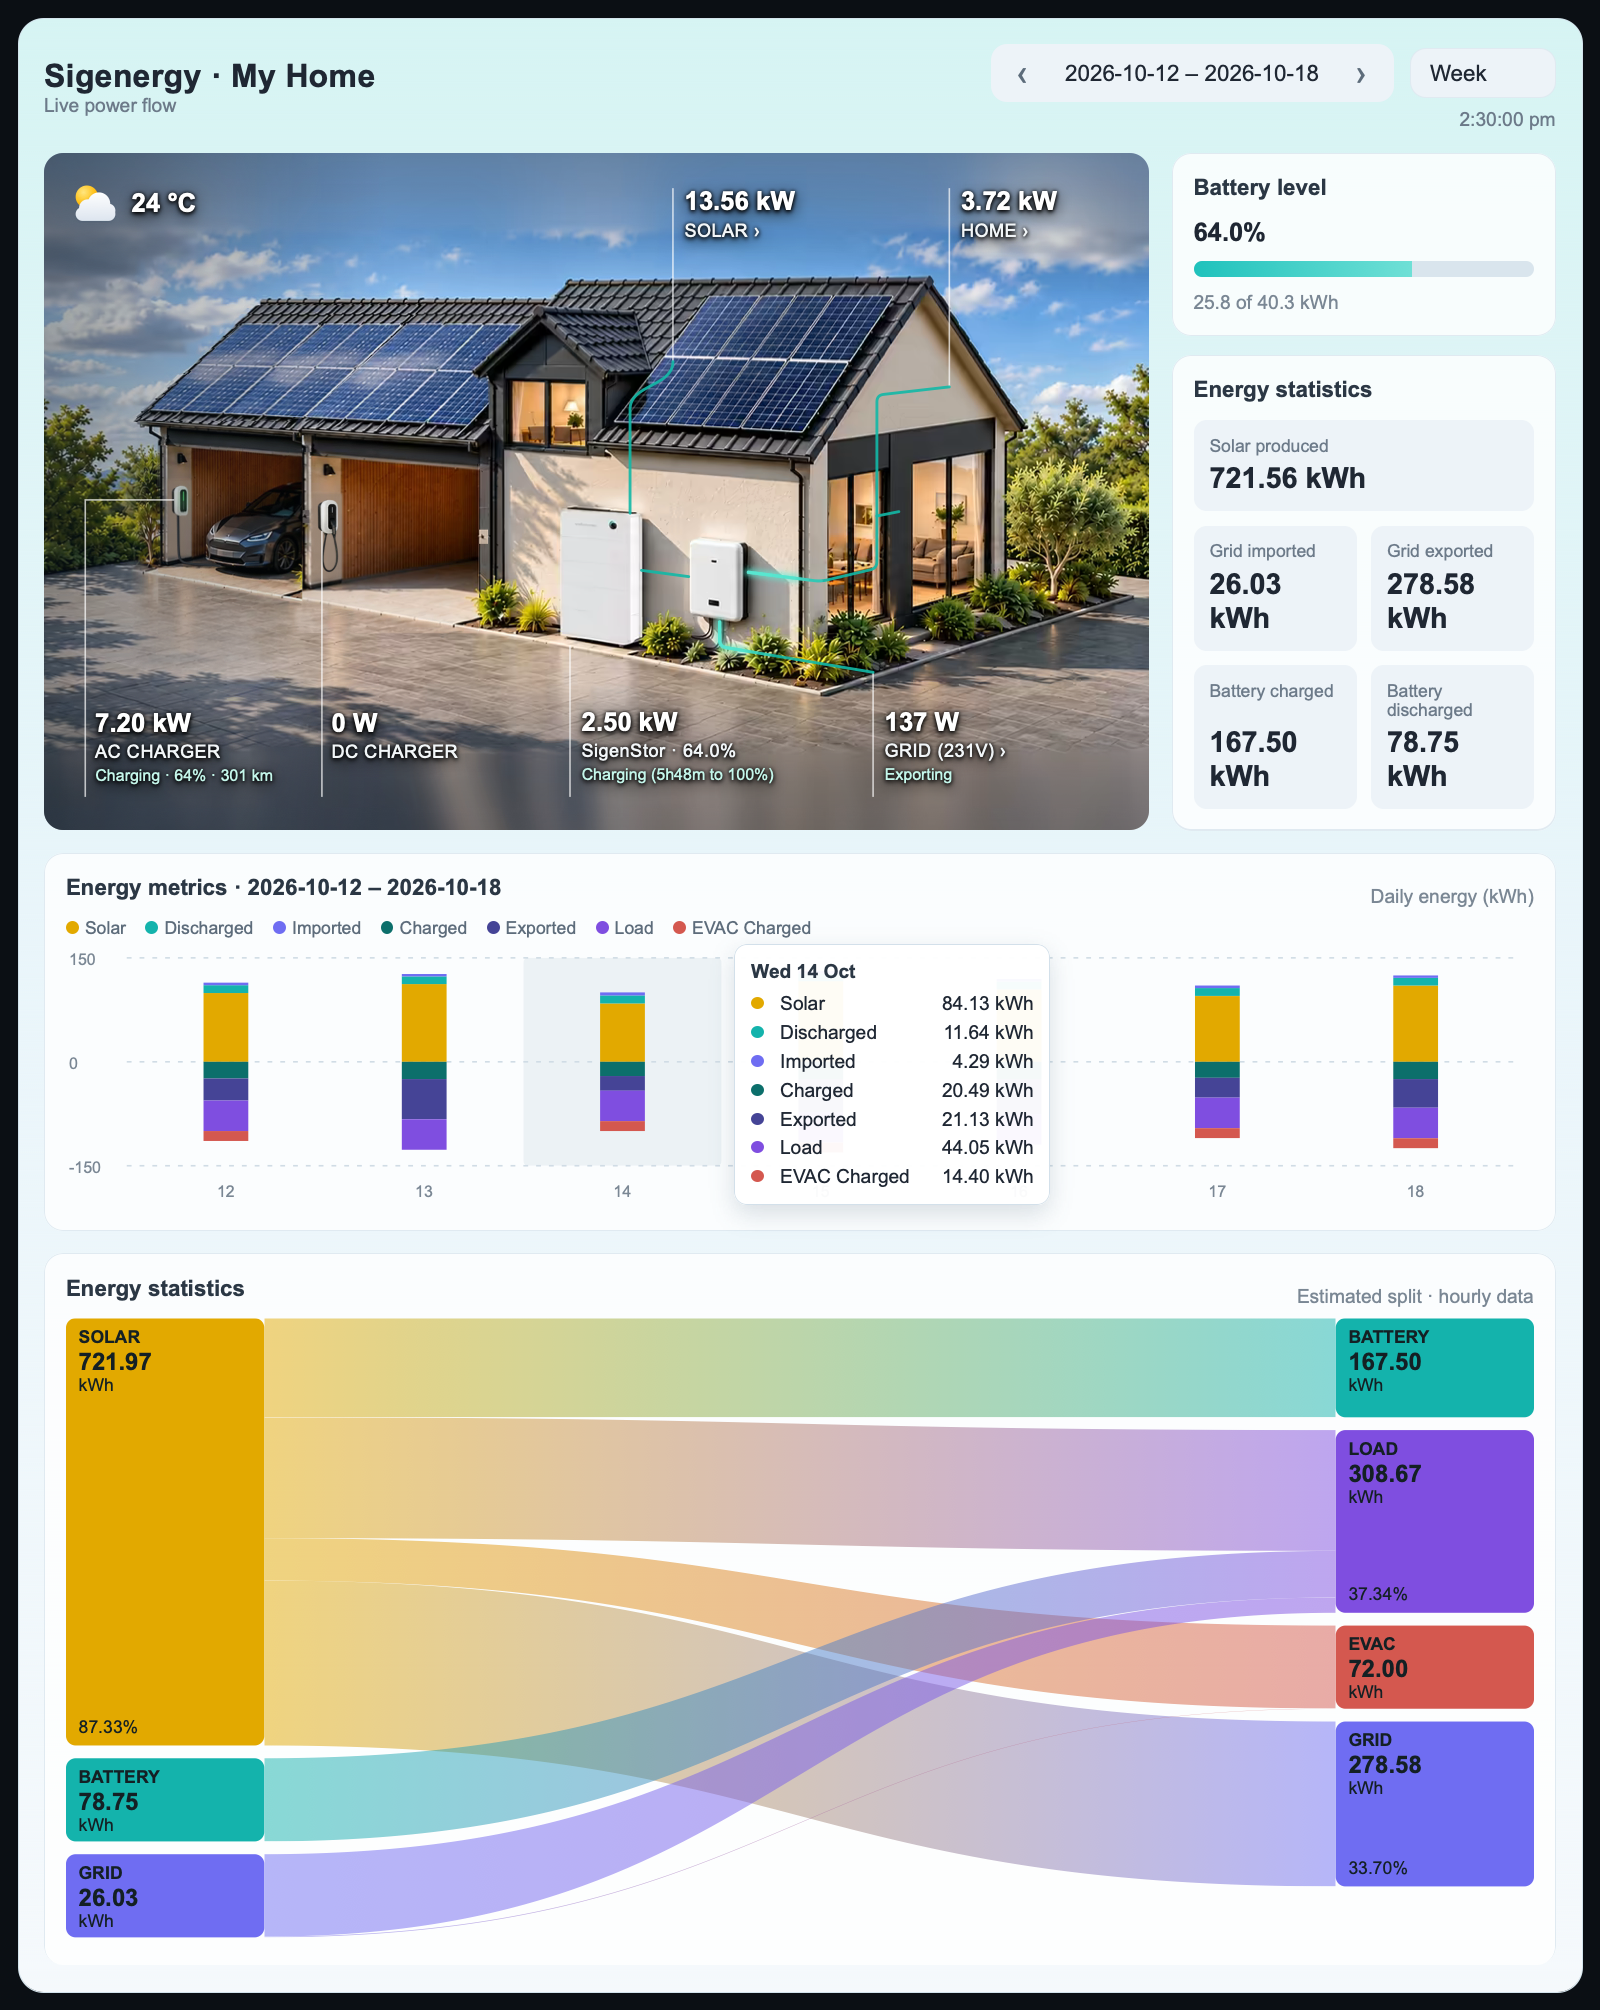 Sigenergy · My Home
Live power flow
‹ 2026-10-12 – 2026-10-18 ›
Week
2:30:00 pm
24 °C
13.56 kW
SOLAR ›
3.72 kW
HOME ›
7.20 kW
AC CHARGER
Charging · 64% · 301 km
0 W
DC CHARGER
2.50 kW
SigenStor · 64.0%
Charging (5h48m to 100%)
137 W
GRID (231V) ›
Exporting
Battery level
64.0%
25.8 of 40.3 kWh
Energy statistics
Solar produced
721.56 kWh
Grid imported
26.03
kWh
Grid exported
278.58
kWh
Battery charged
167.50
kWh
Battery
discharged
78.75
kWh
Energy metrics · 2026-10-12 – 2026-10-18
Daily energy (kWh)
Solar Discharged Imported Charged Exported Load EVAC Charged
150
0
-150
12 13 14 17 18
Wed 14 Oct
Solar 84.13 kWh
Discharged 11.64 kWh
Imported 4.29 kWh
Charged 20.49 kWh
Exported 21.13 kWh
Load 44.05 kWh
EVAC Charged 14.40 kWh
Energy statistics
Estimated split · hourly data
SOLAR
721.97
kWh
87.33%
BATTERY
78.75
kWh
GRID
26.03
kWh
BATTERY
167.50
kWh
LOAD
308.67
kWh
37.34%
EVAC
72.00
kWh
GRID
278.58
kWh
33.70%